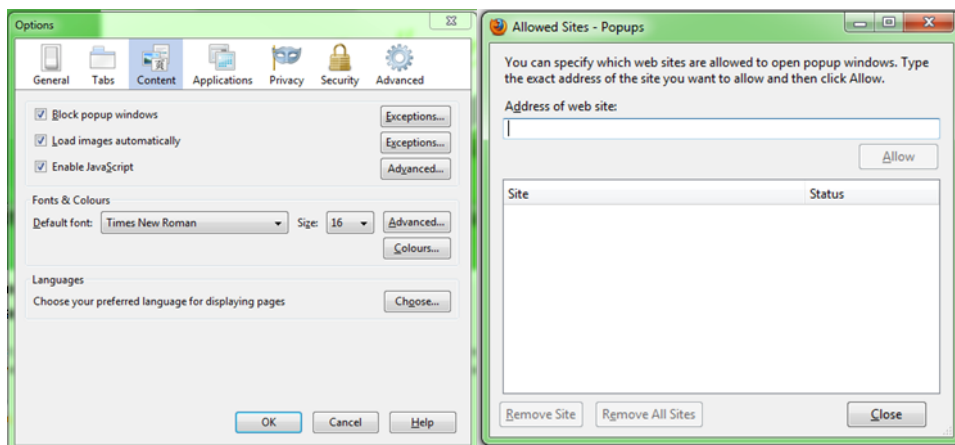 Options
General Tabs Content Applications Privacy Security Advanced
Block popup windows Exceptions...
Load images automatically Exceptions...
Enable JavaScript Advanced...
Fonts & Colours
Default font: Times New Roman Size: 16 Advanced...
Colours...
Languages
Choose your preferred language for displaying pages Choose...
OK Cancel Help
Allowed Sites - Popups
You can specify which web sites are allowed to open popup windows. Type
the exact address of the site you want to allow and then click Allow.
Address of web site:
Allow
Site Status
Remove Site Remove All Sites Close